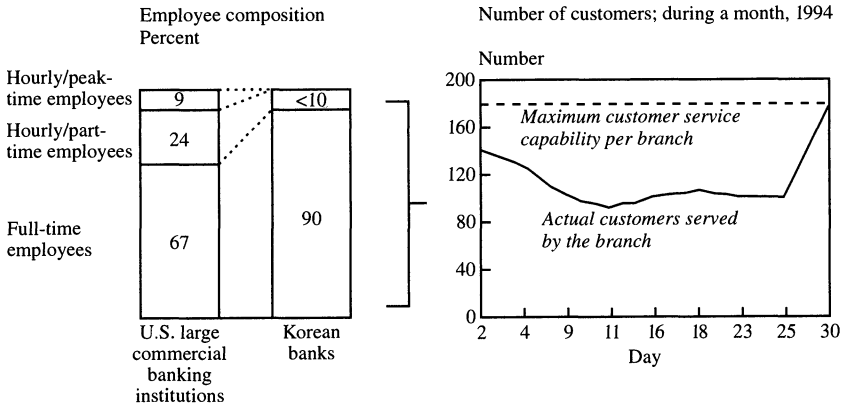 Employee composition
Percent
Hourly/peak-
time employees
Hourly/part-
time employees
Full-time
employees
9
24
67
<10
90
U.S. large
commercial
banking
institutions
Korean
banks
Number of customers; during a month, 1994
Number
200
160
120
80
40
0
Maximum customer service
capability per branch
Actual customers served
by the branch
2 4 9 11 16 18 23 25 30
Day